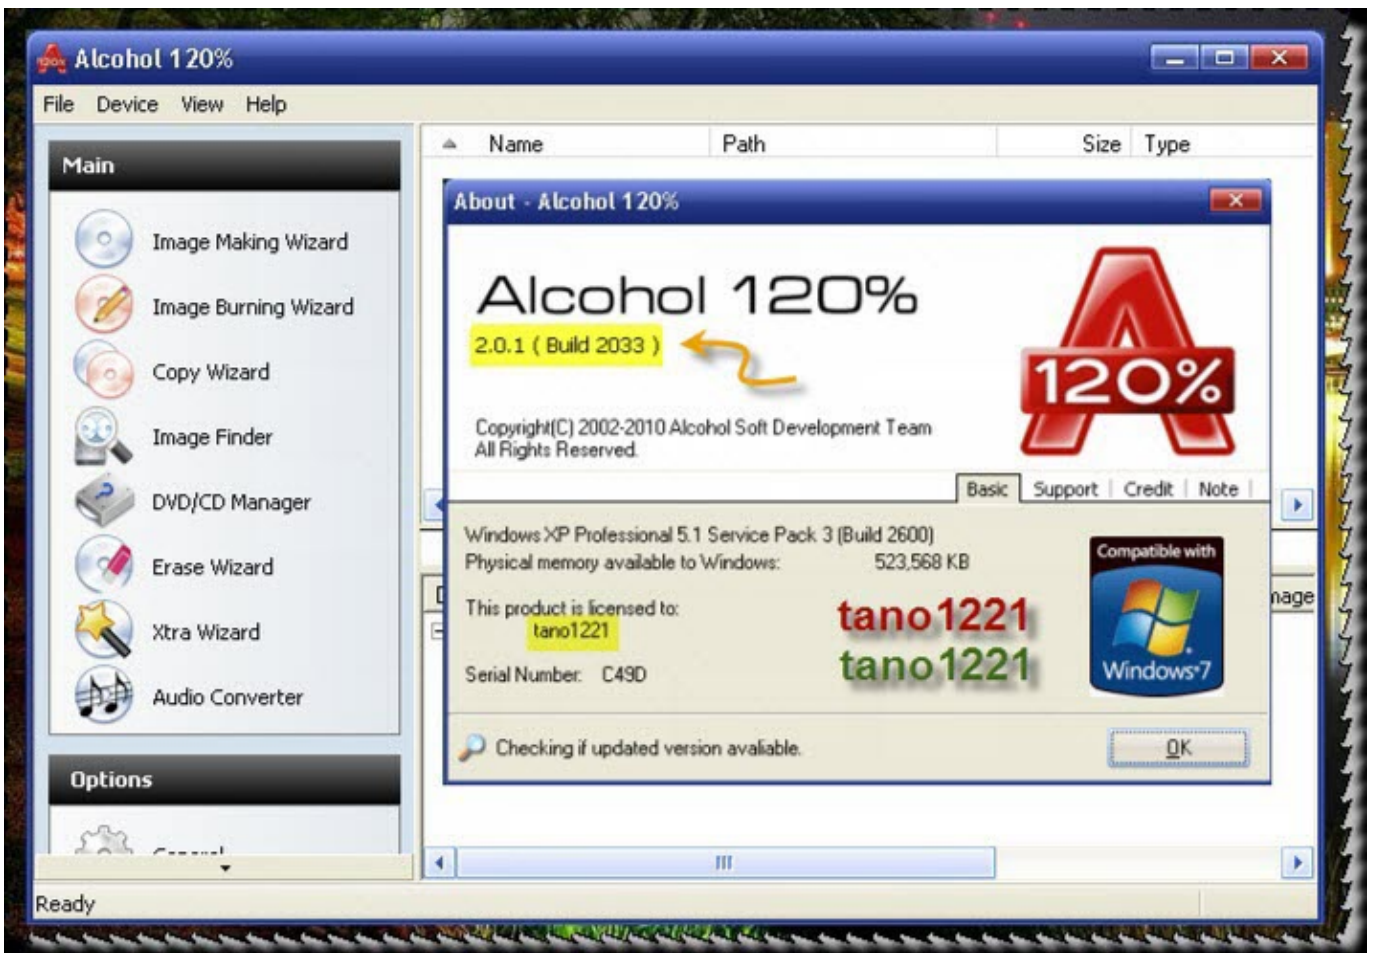 Alcohol 120%
File Device View Help
Main
Image Making Wizard
Image Burning Wizard
Copy Wizard
Image Finder
DVD/CD Manager
Erase Wizard
Xtra Wizard
Audio Converter
Options
General
Ready
Name Path Size Type
About - Alcohol 120%
Alcohol 120%
2.0.1 ( Build 2033 )
120%
Copyright(C) 2002-2010 Alcohol Soft Development Team
All Rights Reserved.
Basic Support Credit Note
Windows XP Professional 5.1 Service Pack 3 (Build 2600)
Physical memory available to Windows: 523,568 KB
This product is licensed to:
tano1221
Serial Number: C49D
tano1221
tano1221
Compatible with
Windows 7
Checking if updated version avaliable.
OK